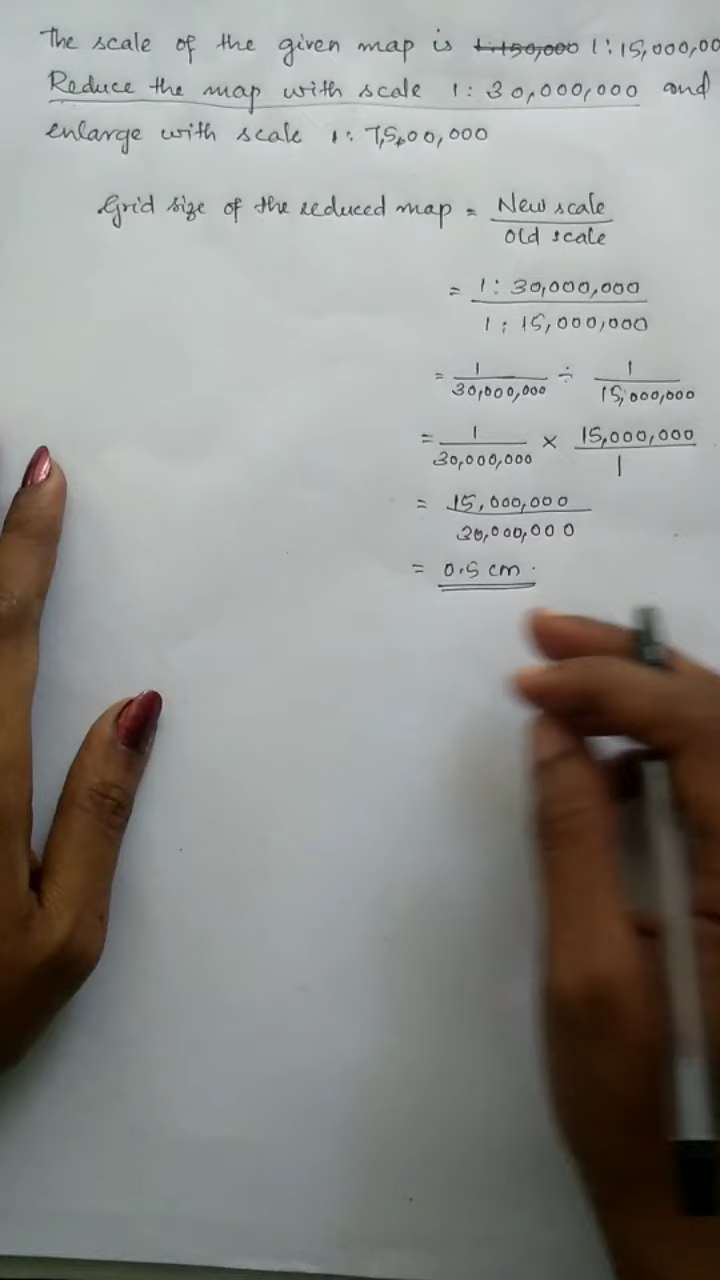 The scale of the given map is 1:150,000 1:15,000,00
Reduce the map with scale 1:30,000,000 and
enlarge with scale 1:7,5,00,000
Grid size of the reduced map = New scale
Old scale
= 1:30,000,000
1:15,000,000
= 1 ÷ 1
30,000,000 15,000,000
= 1 × 15,000,000
30,000,000 1
= 15,000,000
30,000,000
= 0.5 cm.